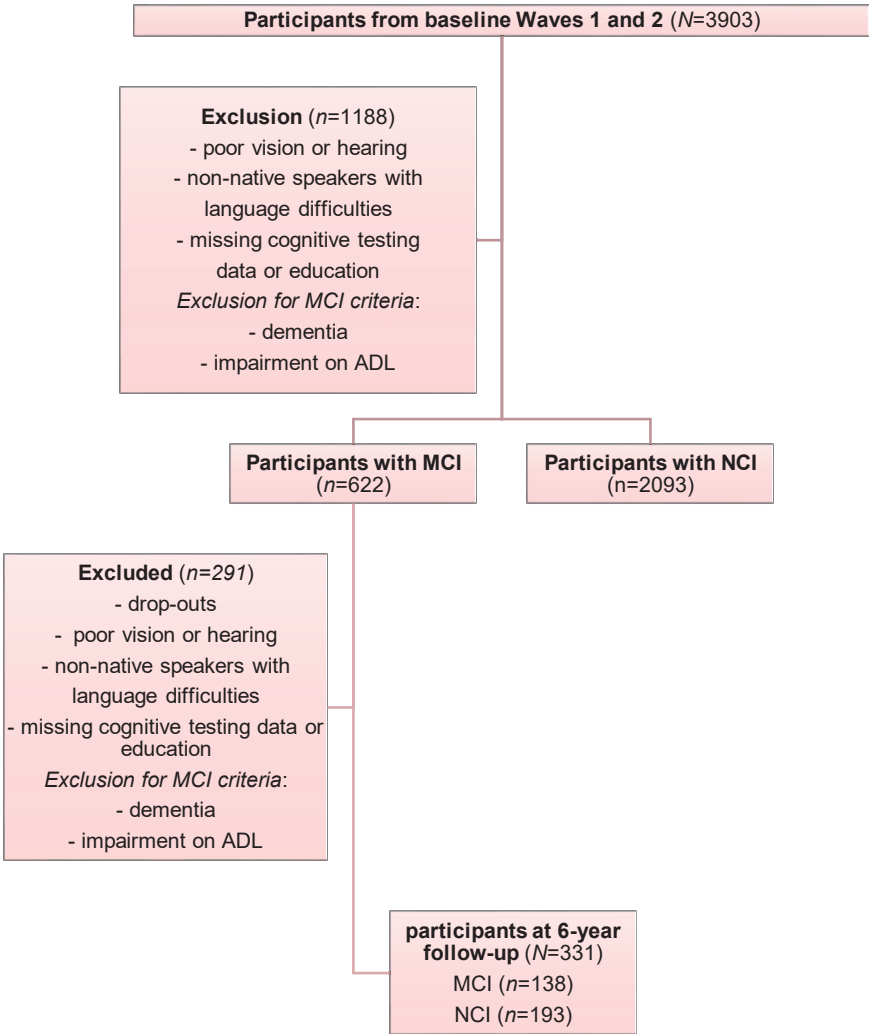 Participants from baseline Waves 1 and 2 (N=3903)
Exclusion (n=1188)
- poor vision or hearing
- non-native speakers with
language difficulties
- missing cognitive testing
data or education
Exclusion for MCI criteria:
- dementia
- impairment on ADL
Participants with MCI
(n=622)
Participants with NCI
(n=2093)
Excluded (n=291)
- drop-outs
- poor vision or hearing
- non-native speakers with
language difficulties
- missing cognitive testing data or
education
Exclusion for MCI criteria:
- dementia
- impairment on ADL
participants at 6-year
follow-up (N=331)
MCI (n=138)
NCI (n=193)